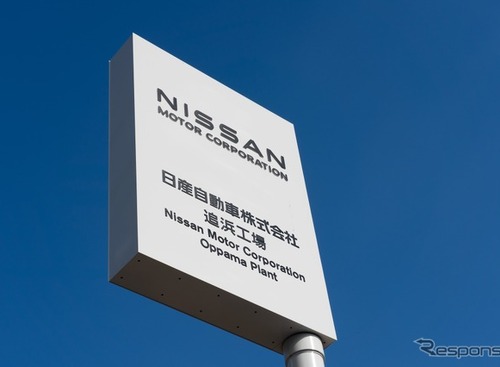 NISSAN
MOTOR CORPORATION
日産自動車株式会社
追浜工場
Nissan Motor Corporation
Oppama Plant
Respons